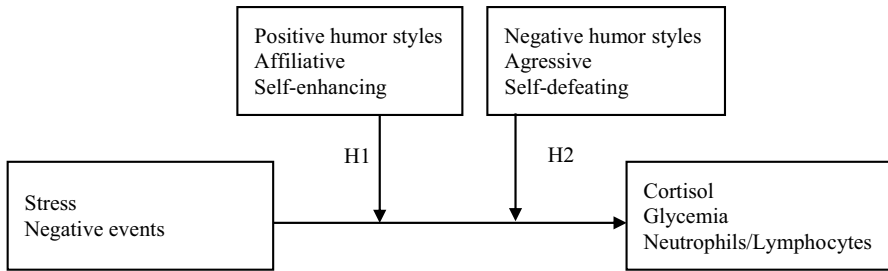 Positive humor styles
Affiliative
Self-enhancing
Negative humor styles
Agressive
Self-defeating
H1
H2
Stress
Negative events
Cortisol
Glycemia
Neutrophils/Lymphocytes